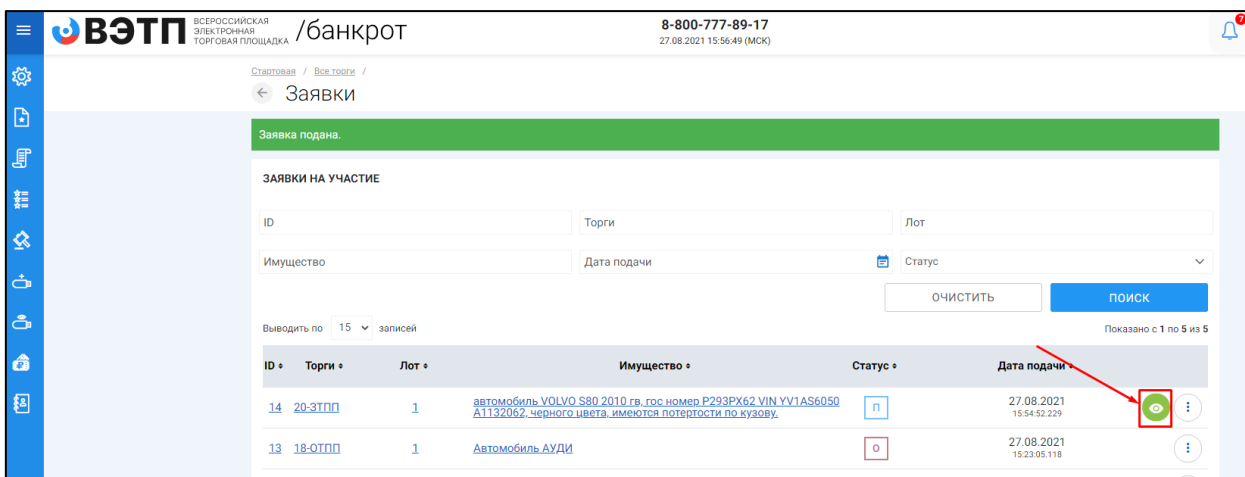 ВЭТП
ВСЕРОССИЙСКАЯ
ЭЛЕКТРОННАЯ
ТОРГОВАЯ ПЛОЩАДКА
/банкрот
8-800-777-89-17
27.08.2021 15:56:49 (МСК)
7
Стартовая / Все торги /
Заявки
Заявка подана.
ЗАЯВКИ НА УЧАСТИЕ
ID Торги Лот
Имущество Дата подачи Статус
ОЧИСТИТЬ ПОИСК
Выводить по 15 записей Показано с 1 по 5 из 5
ID Торги Лот Имущество Статус Дата подачи
14 20-ЗТПП 1 автомобиль VOLVO S80 2010 гв, гос номер Р293РХ62 VIN YV1AS6050 П 27.08.2021
A1132062, черного цвета, имеются потертости по кузову. 15:54:52.229
13 18-ОТПП 1 Автомобиль АУДИ О 27.08.2021
15:23:05.118